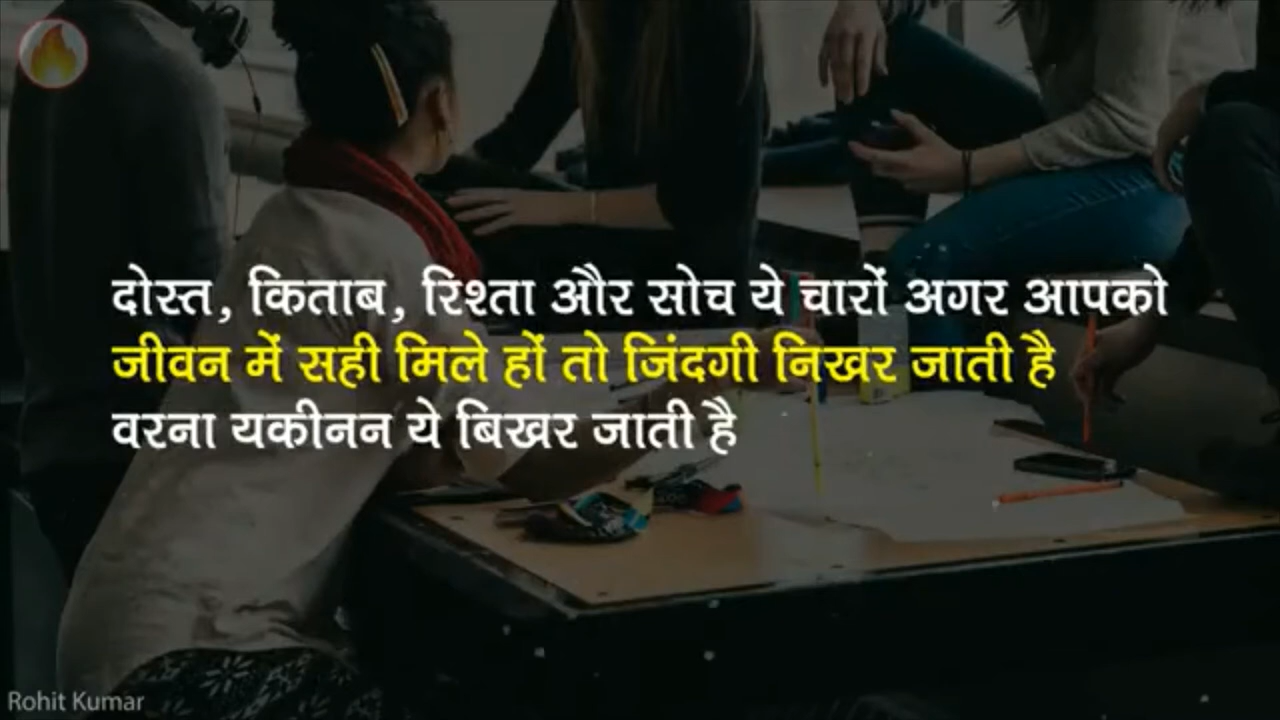 दोस्त, किताब, रिश्ता और सोच ये चारों अगर आपको
जीवन में सही मिले हों तो जिंदगी निखर जाती है
वरना यकीनन ये बिखर जाती है
Rohit Kumar